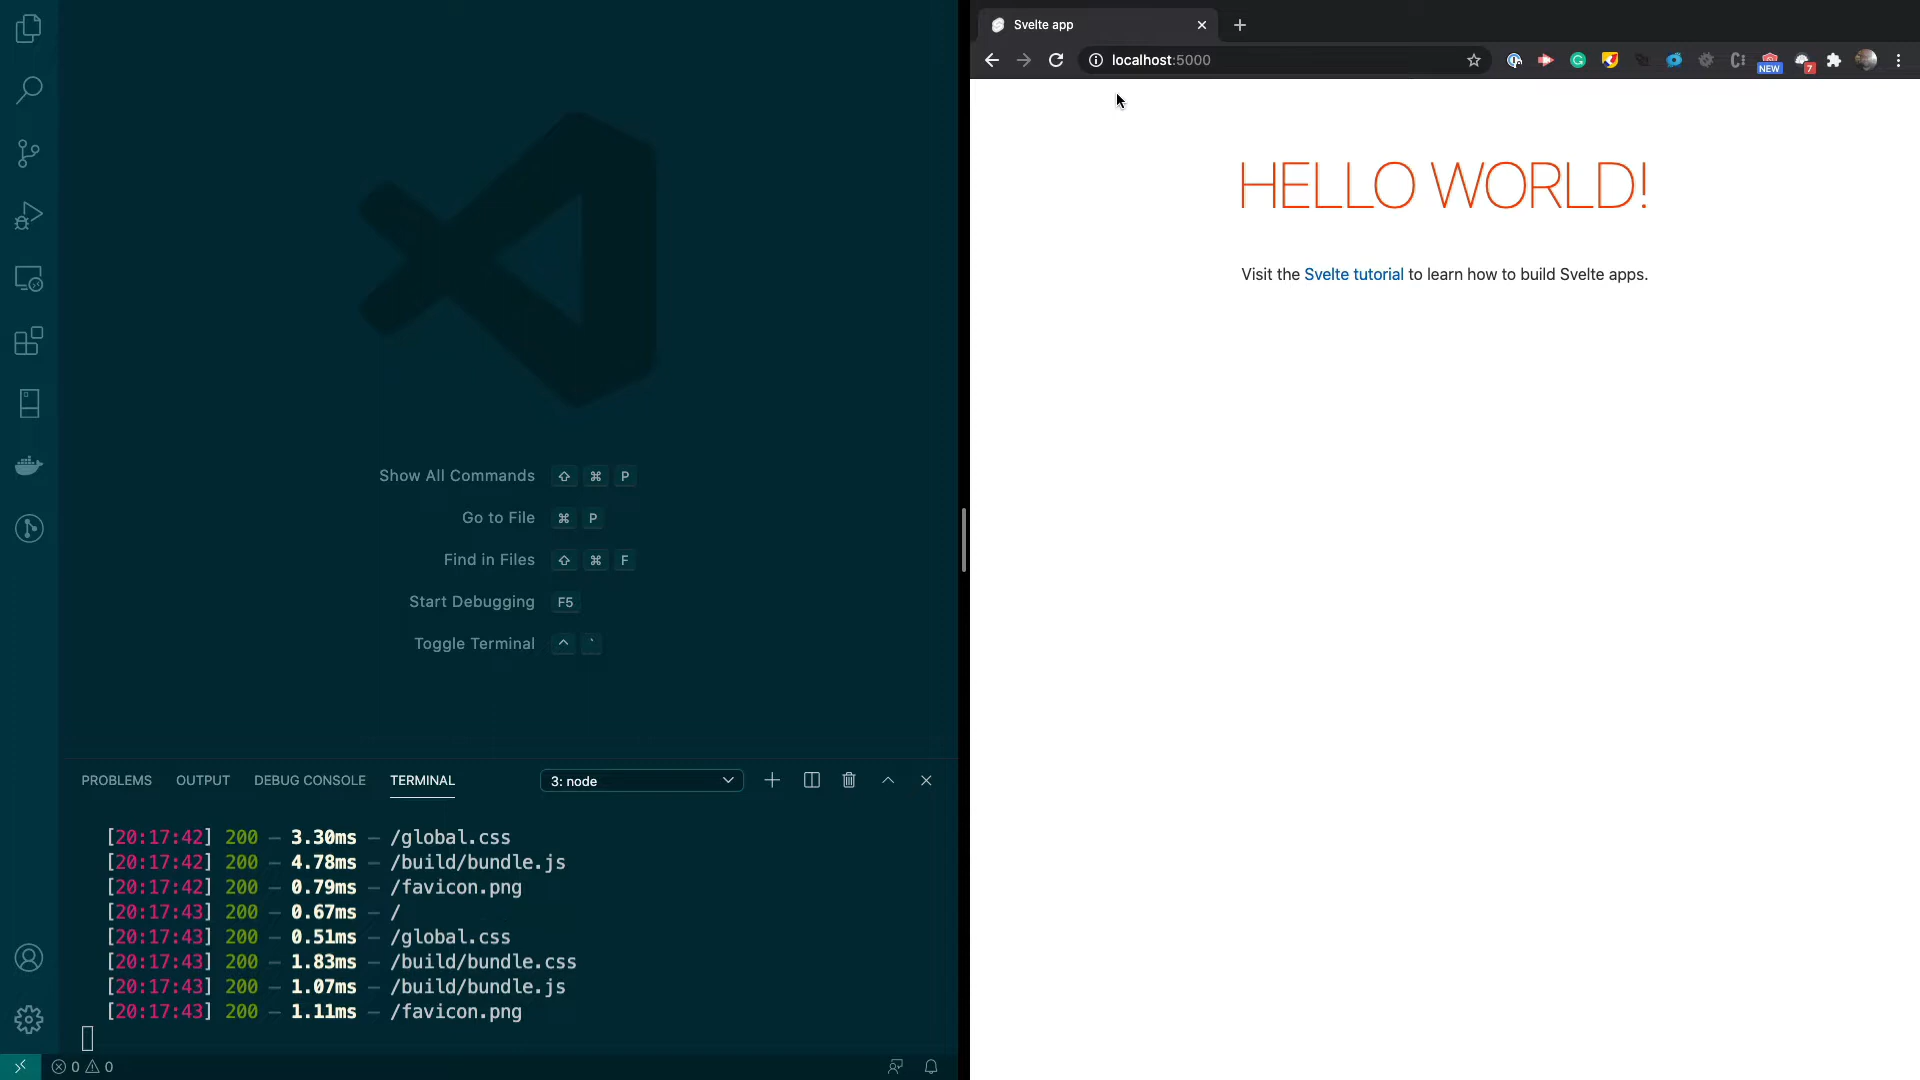 Show All Commands ⇧ ⌘ P
Go to File ⌘ P
Find in Files ⇧ ⌘ F
Start Debugging F5
Toggle Terminal ^ `
PROBLEMS OUTPUT DEBUG CONSOLE TERMINAL 3: node
[20:17:42] 200 — 3.30ms — /global.css
[20:17:42] 200 — 4.78ms — /build/bundle.js
[20:17:42] 200 — 0.79ms — /favicon.png
[20:17:43] 200 — 0.67ms — /
[20:17:43] 200 — 0.51ms — /global.css
[20:17:43] 200 — 1.83ms — /build/bundle.css
[20:17:43] 200 — 1.07ms — /build/bundle.js
[20:17:43] 200 — 1.11ms — /favicon.png
0 0
Svelte app
localhost:5000
NEW 7
HELLO WORLD!
Visit the Svelte tutorial to learn how to build Svelte apps.